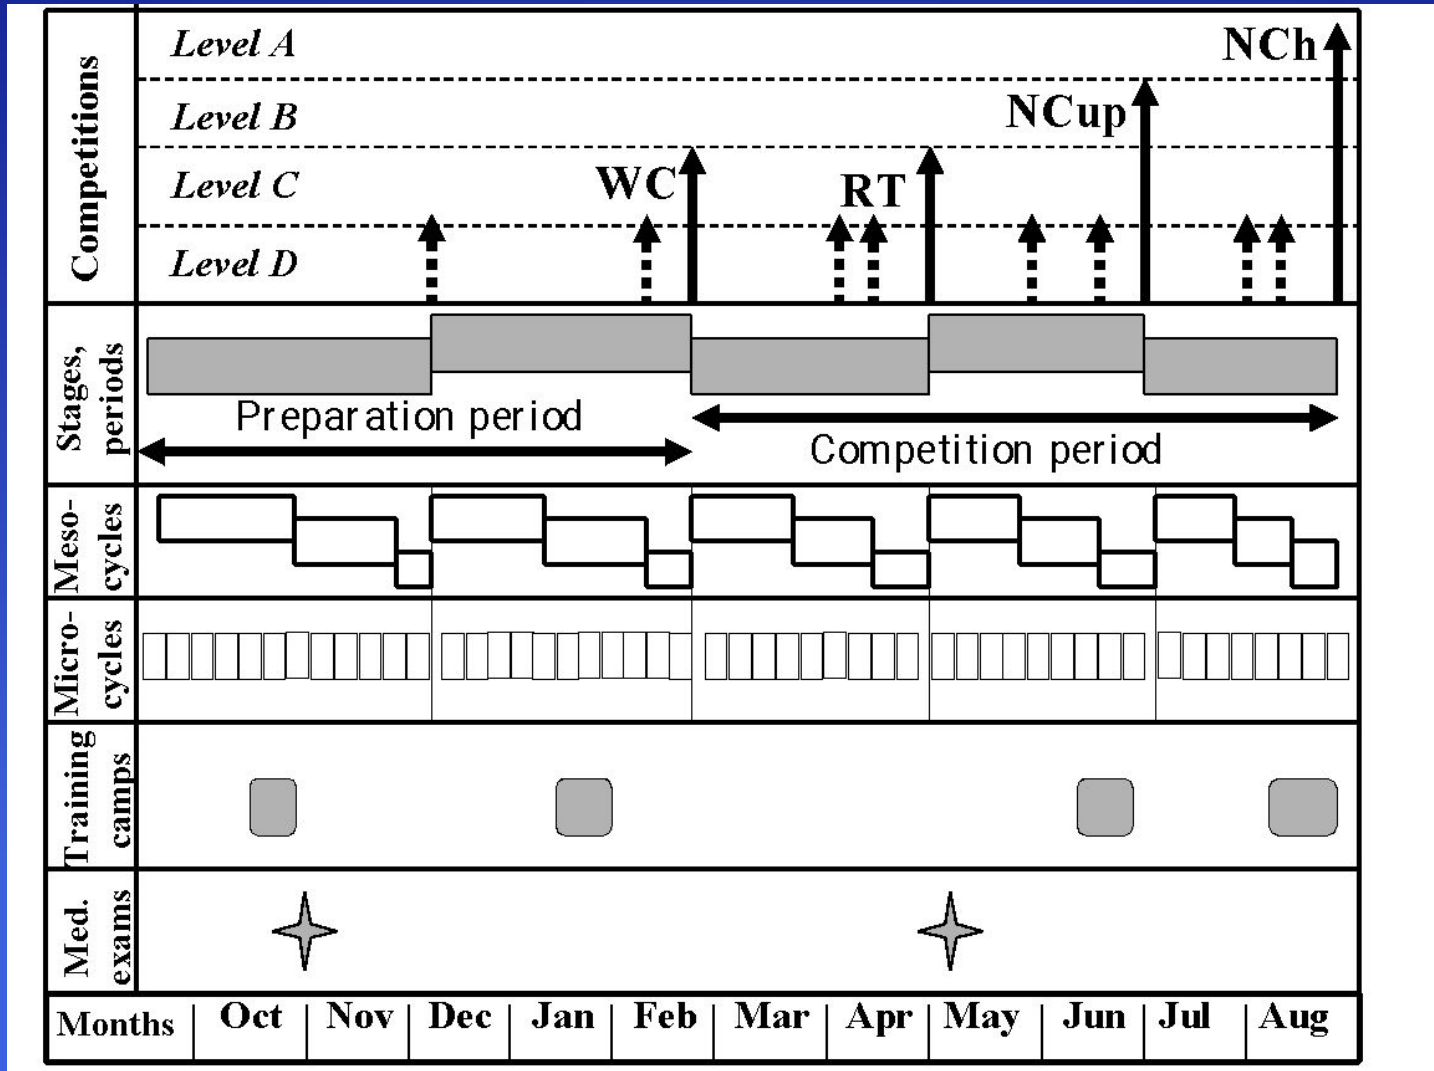 Competitions
Level A
NCh
Level B
NCup
Level C
WC
RT
Level D
Stages,
periods
Preparation period
Competition period
Meso-
cycles
Micro-
cycles
Training
camps
Med.
exams
Months Oct Nov Dec Jan Feb Mar Apr May Jun Jul Aug